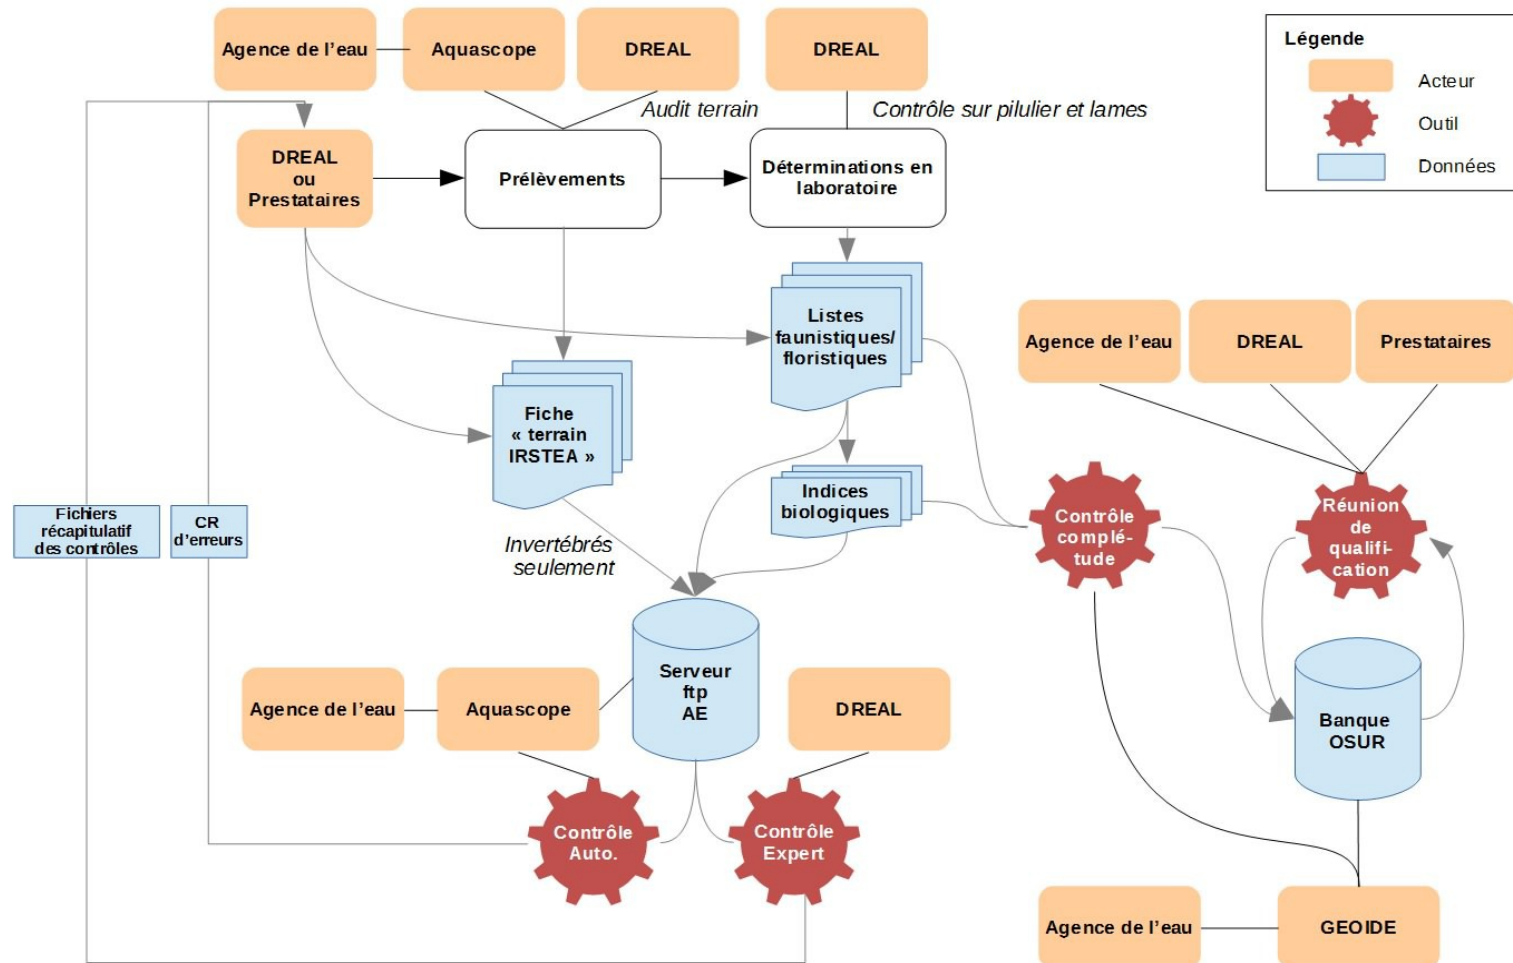 Agence de l'eau
Aquascope
DREAL
DREAL
Légende
Acteur
Outil
Données
Audit terrain
Contrôle sur pilulier et lames
DREAL
ou
Prestataires
Prélèvements
Déterminations en
laboratoire
Listes
faunistiques/
floristiques
Agence de l'eau
DREAL
Prestataires
Fiche
« terrain
IRSTEA »
Indices
biologiques
Fichiers
récapitulatif
des contrôles
CR
d'erreurs
Invertébrés
seulement
Contrôle
complé-
tude
Réunion
de
qualifi-
cation
Serveur
ftp
AE
Agence de l'eau
Aquascope
DREAL
Banque
OSUR
Contrôle
Auto.
Contrôle
Expert
Agence de l'eau
GEOIDE